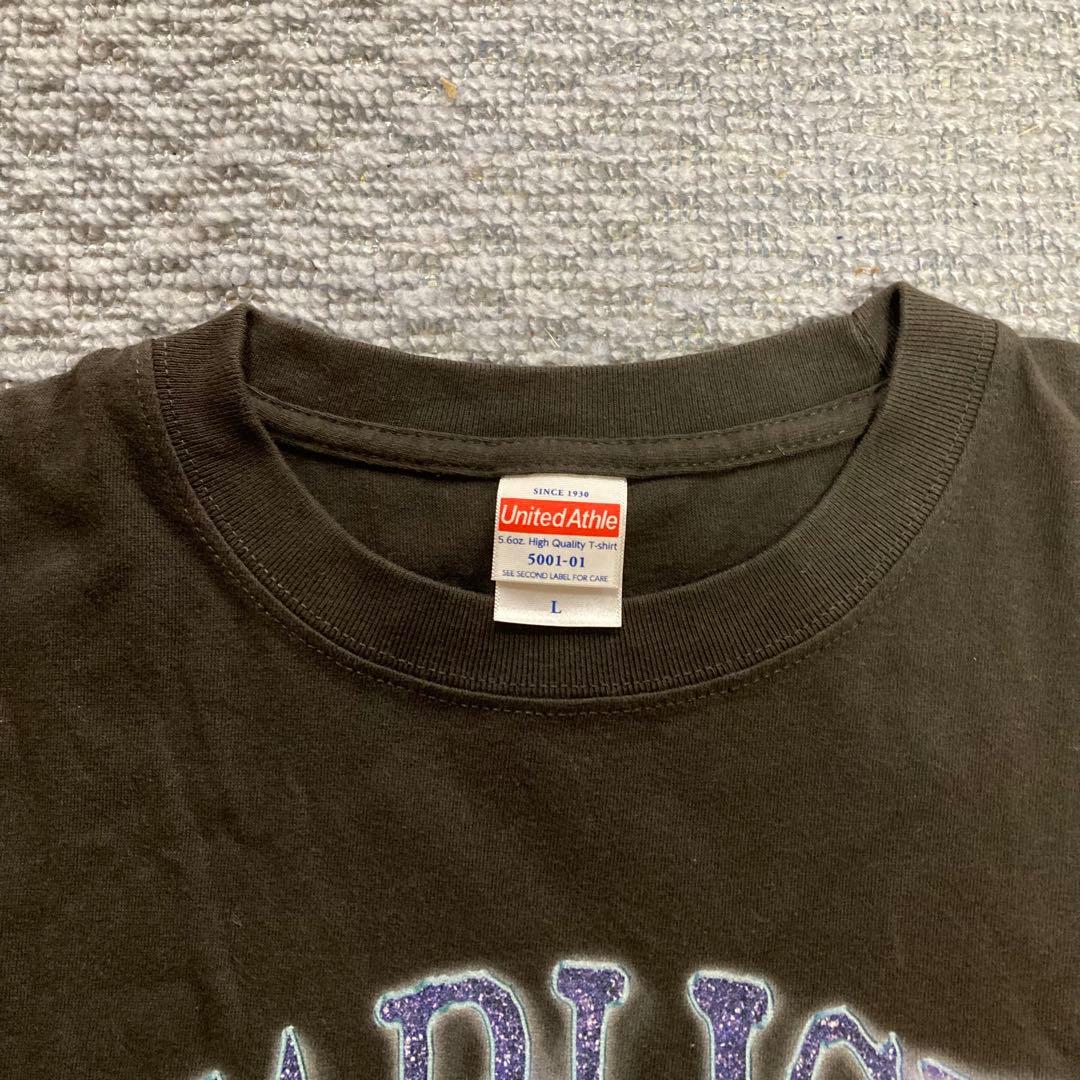 SINCE 1930
United Athle
5.6oz. High Quality T-shirt
5001-01
SEE SECOND LABEL FOR CARE
L